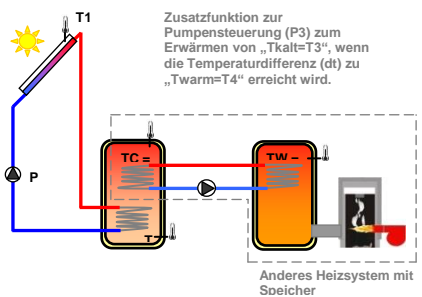 T1
Zusatzfunktion zur
Pumpensteuerung (P3) zum
Erwärmen von „Tkalt=T3“, wenn
die Temperaturdifferenz (dt) zu
„Twarm=T4“ erreicht wird.
TC =
TW =
P
T
Anderes Heizsystem mit
Speicher